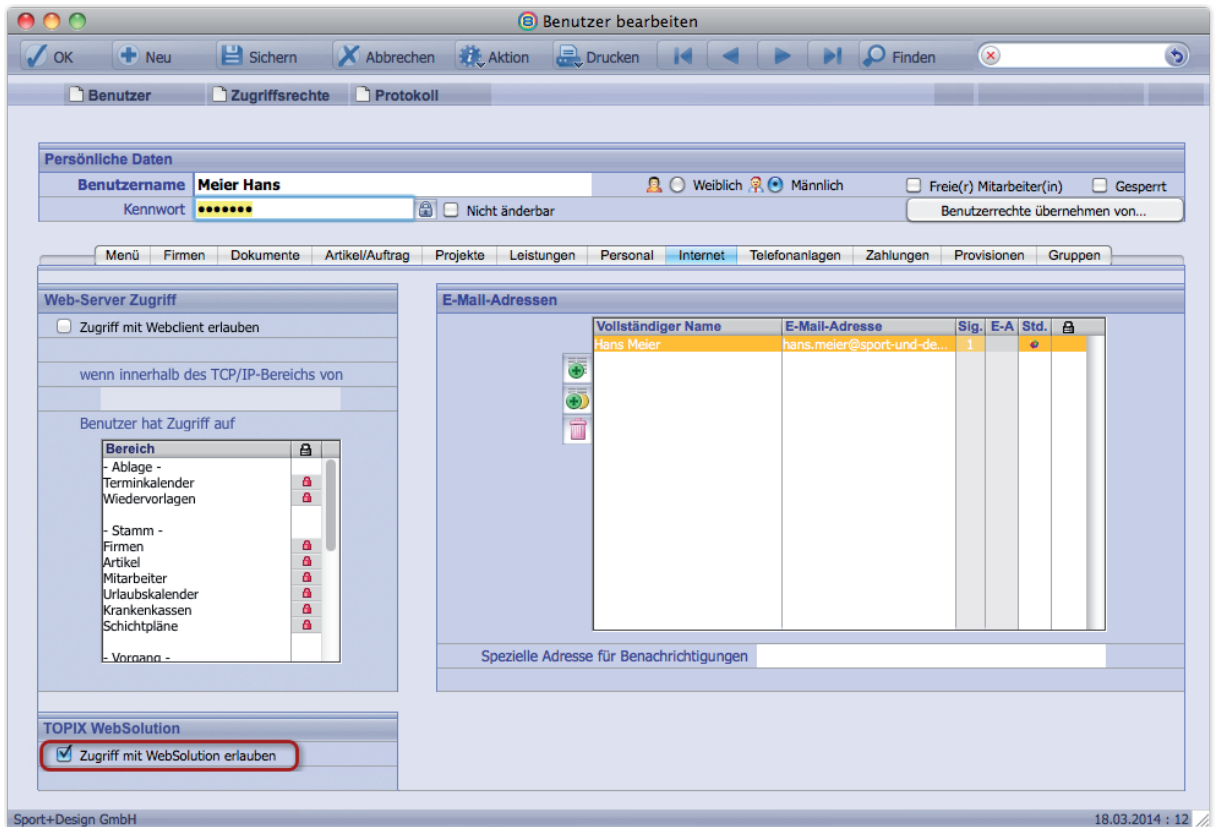 Benutzer bearbeiten
OK Neu Sichern Abbrechen Aktion Drucken Finden
Benutzer Zugriffsrechte Protokoll
Persönliche Daten
Benutzername Meier Hans Weiblich Männlich Freie(r) Mitarbeiter(in) Gesperrt
Kennwort ••••••• Nicht änderbar Benutzerrechte übernehmen von...
Menü Firmen Dokumente Artikel/Auftrag Projekte Leistungen Personal Internet Telefonanlagen Zahlungen Provisionen Gruppen
Web-Server Zugriff
Zugriff mit Webclient erlauben
wenn innerhalb des TCP/IP-Bereichs von
Benutzer hat Zugriff auf
Bereich
- Ablage -
Terminkalender
Wiedervorlagen
- Stamm -
Firmen
Artikel
Mitarbeiter
Urlaubskalender
Krankenkassen
Schichtpläne
- Vorgang -
E-Mail-Adressen
Vollständiger Name E-Mail-Adresse Sig. E-A Std.
Hans Meier hans.meier@sport-und-de... 1
Spezielle Adresse für Benachrichtigungen
TOPIX WebSolution
Zugriff mit WebSolution erlauben
Sport+Design GmbH 18.03.2014 : 12